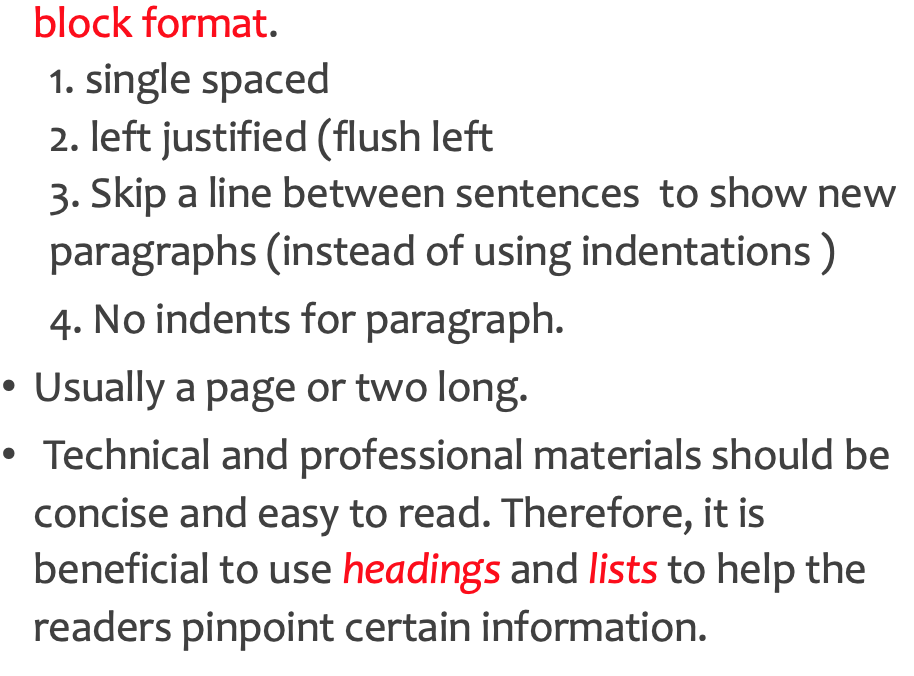 block format.
1. single spaced
2. left justified (flush left
3. Skip a line between sentences  to show new
paragraphs (instead of using indentations )
4. No indents for paragraph.
• Usually a page or two long.
• Technical and professional materials should be
concise and easy to read. Therefore, it is
beneficial to use headings and lists to help the
readers pinpoint certain information.